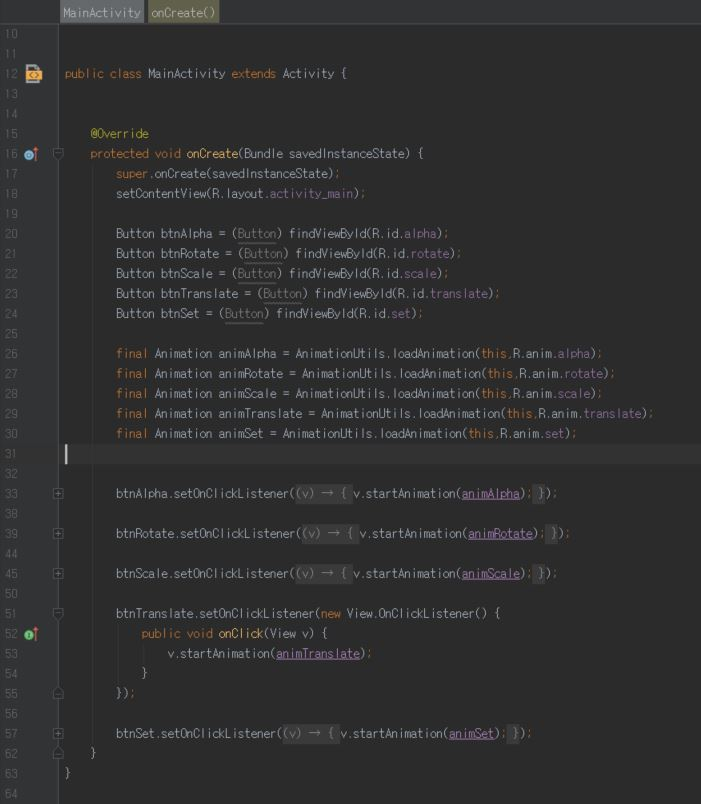 MainActivity onCreate()
10
11
12 public class MainActivity extends Activity {
13
14
15 @Override
16 protected void onCreate(Bundle savedInstanceState) {
17 super.onCreate(savedInstanceState);
18 setContentView(R.layout.activity_main);
19
20 Button btnAlpha = (Button) findViewById(R.id.alpha);
21 Button btnRotate = (Button) findViewById(R.id.rotate);
22 Button btnScale = (Button) findViewById(R.id.scale);
23 Button btnTranslate = (Button) findViewById(R.id.translate);
24 Button btnSet = (Button) findViewById(R.id.set);
25
26 final Animation animAlpha = AnimationUtils.loadAnimation(this,R.anim.alpha);
27 final Animation animRotate = AnimationUtils.loadAnimation(this,R.anim.rotate);
28 final Animation animScale = AnimationUtils.loadAnimation(this,R.anim.scale);
29 final Animation animTranslate = AnimationUtils.loadAnimation(this,R.anim.translate);
30 final Animation animSet = AnimationUtils.loadAnimation(this,R.anim.set);
31
32
33 btnAlpha.setOnClickListener((v) → { v.startAnimation(animAlpha); });
38
39 btnRotate.setOnClickListener((v) → { v.startAnimation(animRotate); });
44
45 btnScale.setOnClickListener((v) → { v.startAnimation(animScale); });
50
51 btnTranslate.setOnClickListener(new View.OnClickListener() {
52 public void onClick(View v) {
53 v.startAnimation(animTranslate);
54 }
55 });
56
57 btnSet.setOnClickListener((v) → { v.startAnimation(animSet); });
62 }
63 }
64